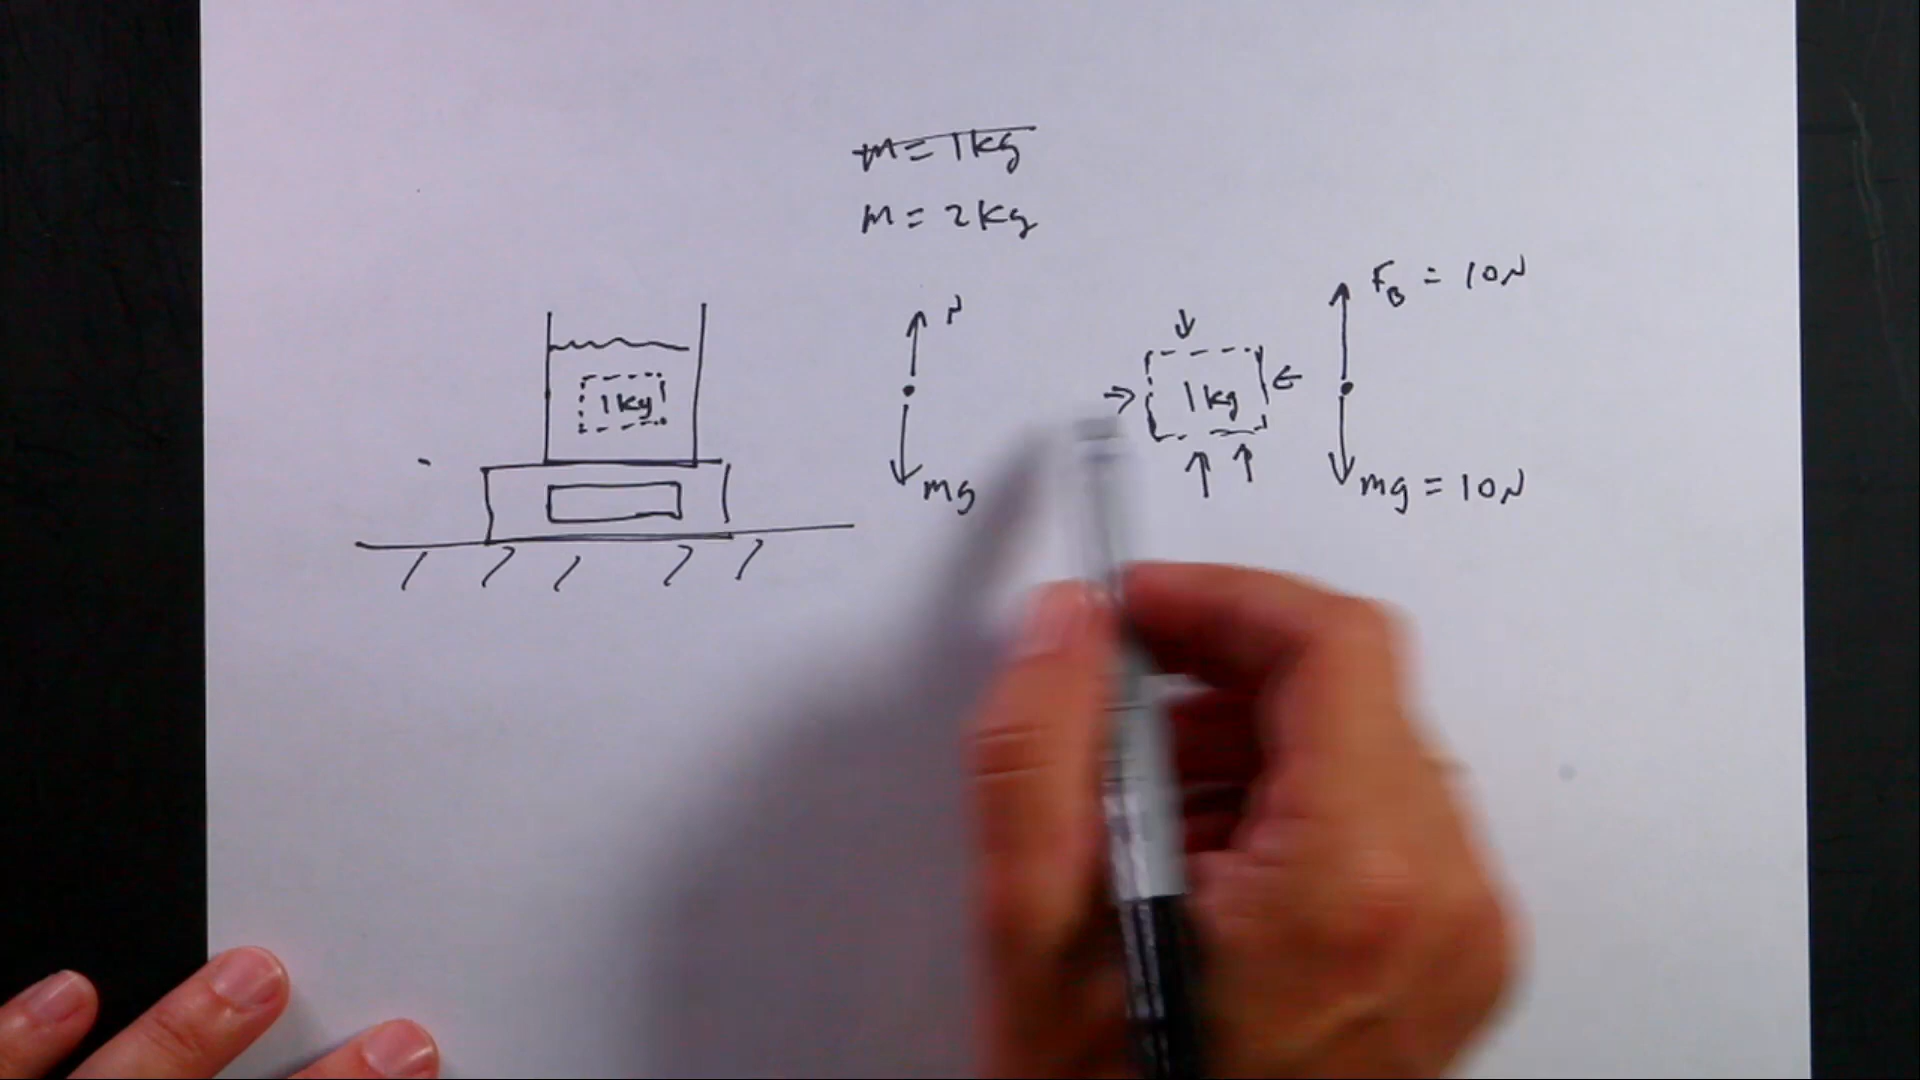 m = 1kg
M = 2kg
1kg
N
mg
1kg
F_B = 10N
mg = 10N